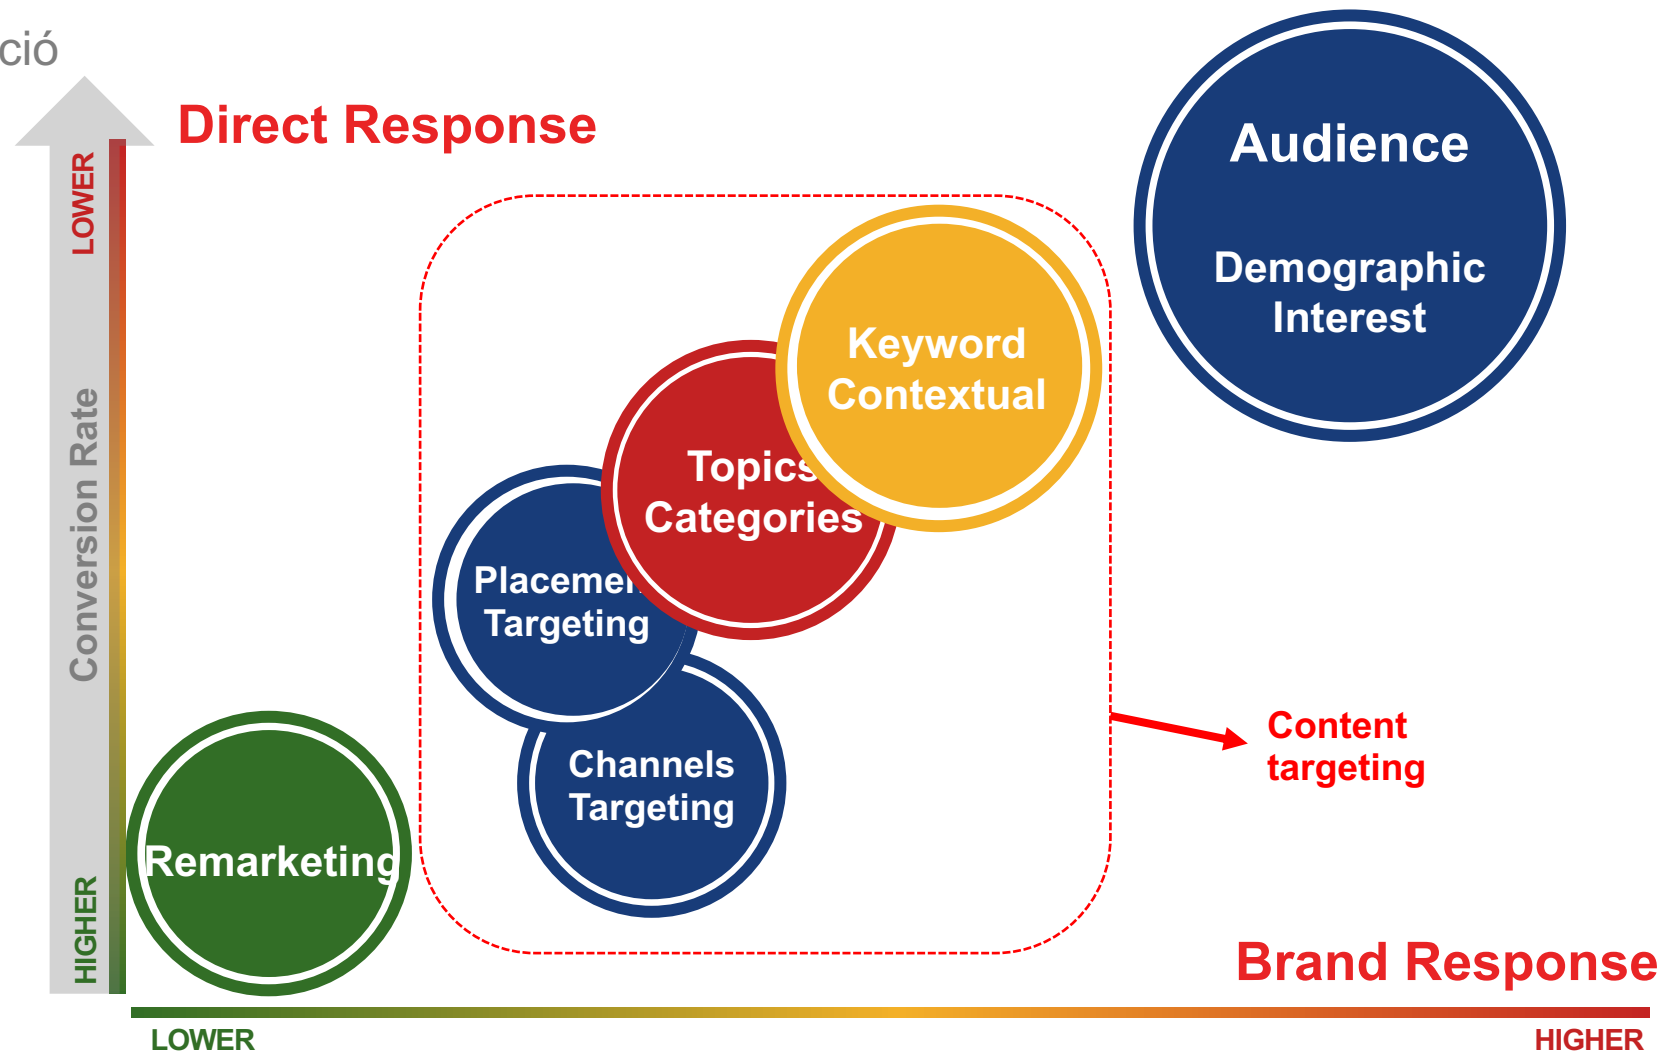 ció
Direct Response
LOWER
Conversion Rate
HIGHER
Audience
Demographic
Interest
Keyword
Contextual
Topics
Categories
Placemen
Targeting
Channels
Targeting
Remarketing
Content
targeting
Brand Response
LOWER
HIGHER